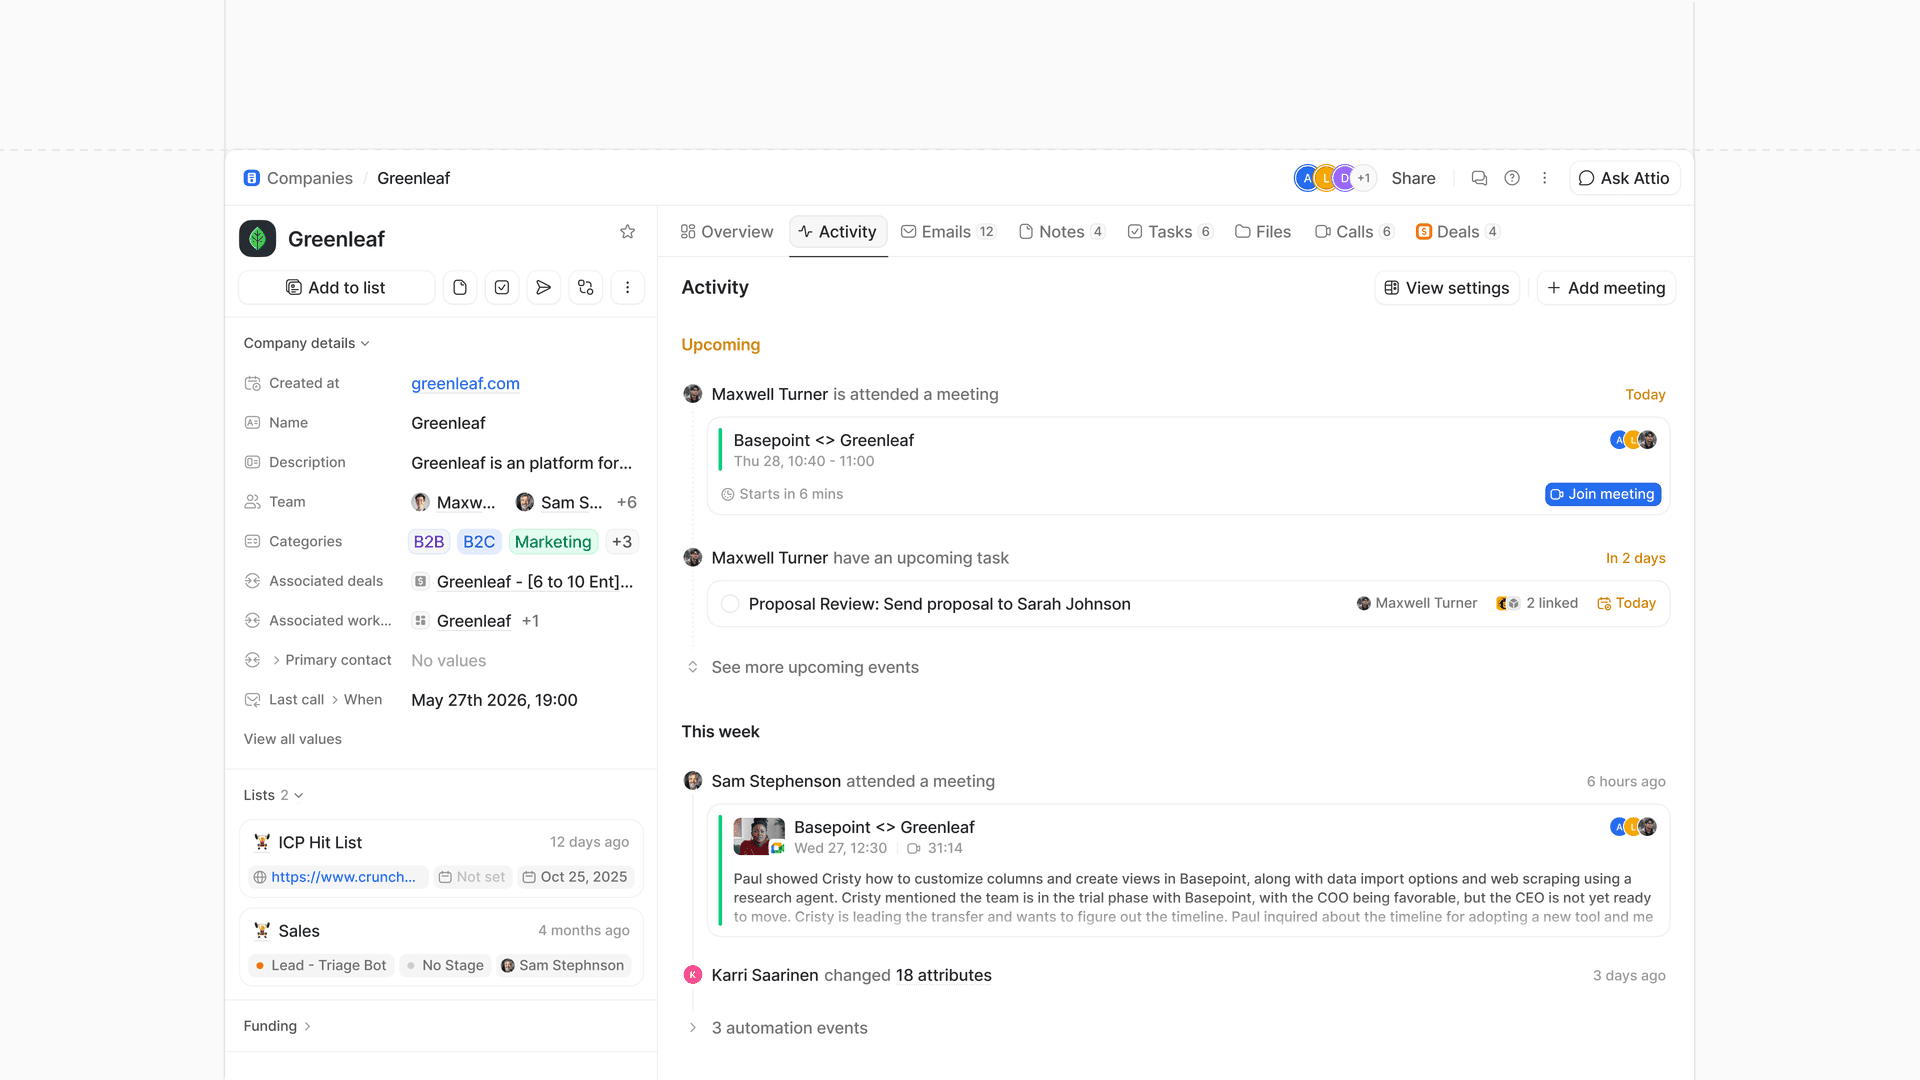 Companies / Greenleaf
A L D +1 Share Ask Attio
Greenleaf
Add to list
Company details
Created at greenleaf.com
Name Greenleaf
Description Greenleaf is an platform for...
Team Maxw... Sam S... +6
Categories B2B B2C Marketing +3
Associated deals Greenleaf - [6 to 10 Ent]...
Associated work... Greenleaf +1
> Primary contact No values
Last call > When May 27th 2026, 19:00
View all values
Lists 2
ICP Hit List 12 days ago
https://www.crunch... Not set Oct 25, 2025
Sales 4 months ago
Lead - Triage Bot No Stage Sam Stephnson
Funding >
Overview Activity Emails 12 Notes 4 Tasks 6 Files Calls 6 Deals 4
Activity View settings + Add meeting
Upcoming
Maxwell Turner is attended a meeting Today
Basepoint <> Greenleaf A L
Thu 28, 10:40 - 11:00
Starts in 6 mins Join meeting
Maxwell Turner have an upcoming task In 2 days
Proposal Review: Send proposal to Sarah Johnson Maxwell Turner 2 linked Today
See more upcoming events
This week
Sam Stephenson attended a meeting 6 hours ago
Basepoint <> Greenleaf A L
Wed 27, 12:30 31:14
Paul showed Cristy how to customize columns and create views in Basepoint, along with data import options and web scraping using a
research agent. Cristy mentioned the team is in the trial phase with Basepoint, with the COO being favorable, but the CEO is not yet ready
to move. Cristy is leading the transfer and wants to figure out the timeline. Paul inquired about the timeline for adopting a new tool and me
K Karri Saarinen changed 18 attributes 3 days ago
> 3 automation events